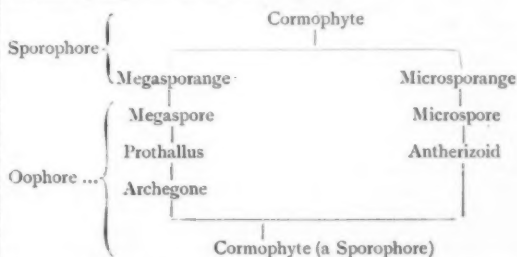 Cormophyte
Sporophore
Megasporange Microsporange
Megaspore Microspore
Prothallus Antherizoid
Oophore ...
Archegone
Cormophyte (a Sporophore)